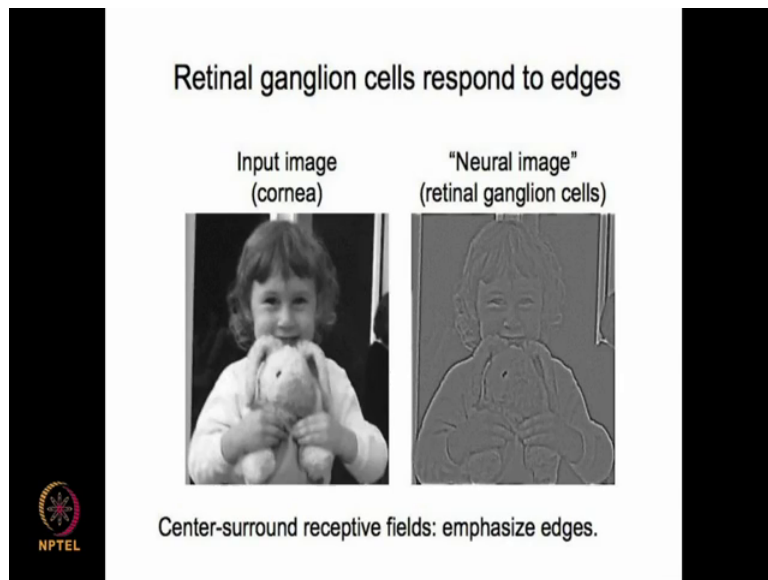 Retinal ganglion cells respond to edges
Input image
(cornea)
“Neural image”
(retinal ganglion cells)
Center-surround receptive fields: emphasize edges.
NPTEL